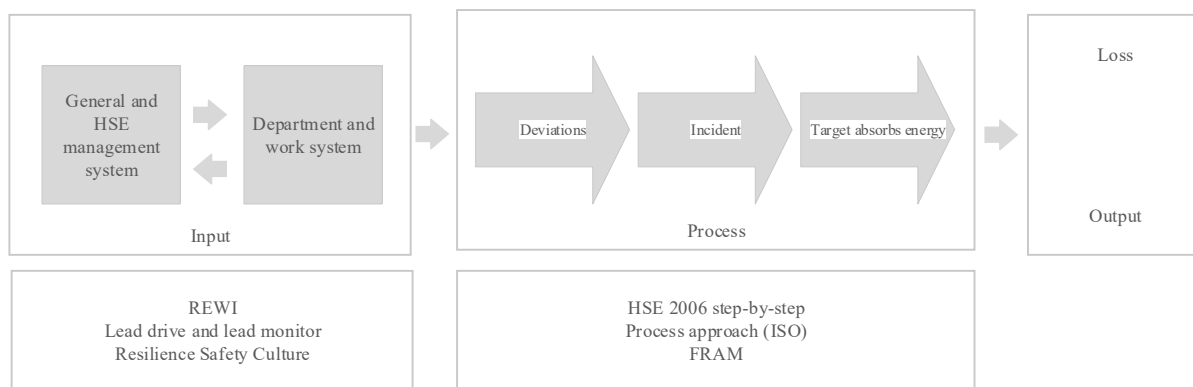 General and
HSE
management
system
Department and
work system
Input
Deviations
Incident
Target absorbs energy
Process
Loss
Output
REWI
Lead drive and lead monitor
Resilience Safety Culture
HSE 2006 step-by-step
Process approach (ISO)
FRAM